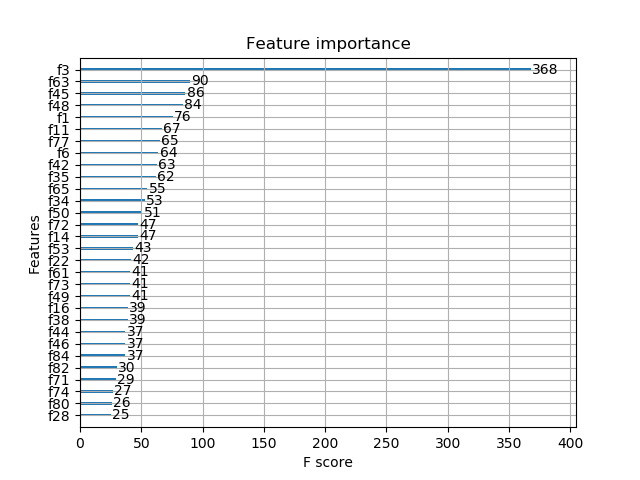 Feature importance
Features
f3 368
f63 90
f45 86
f48 84
f1 76
f11 67
f77 65
f6 64
f42 63
f35 62
f65 55
f34 53
f50 51
f72 47
f14 47
f53 43
f22 42
f61 41
f73 41
f49 41
f16 39
f38 39
f44 37
f46 37
f84 37
f82 30
f71 29
f74 27
f80 26
f28 25
0 50 100 150 200 250 300 350 400
F score